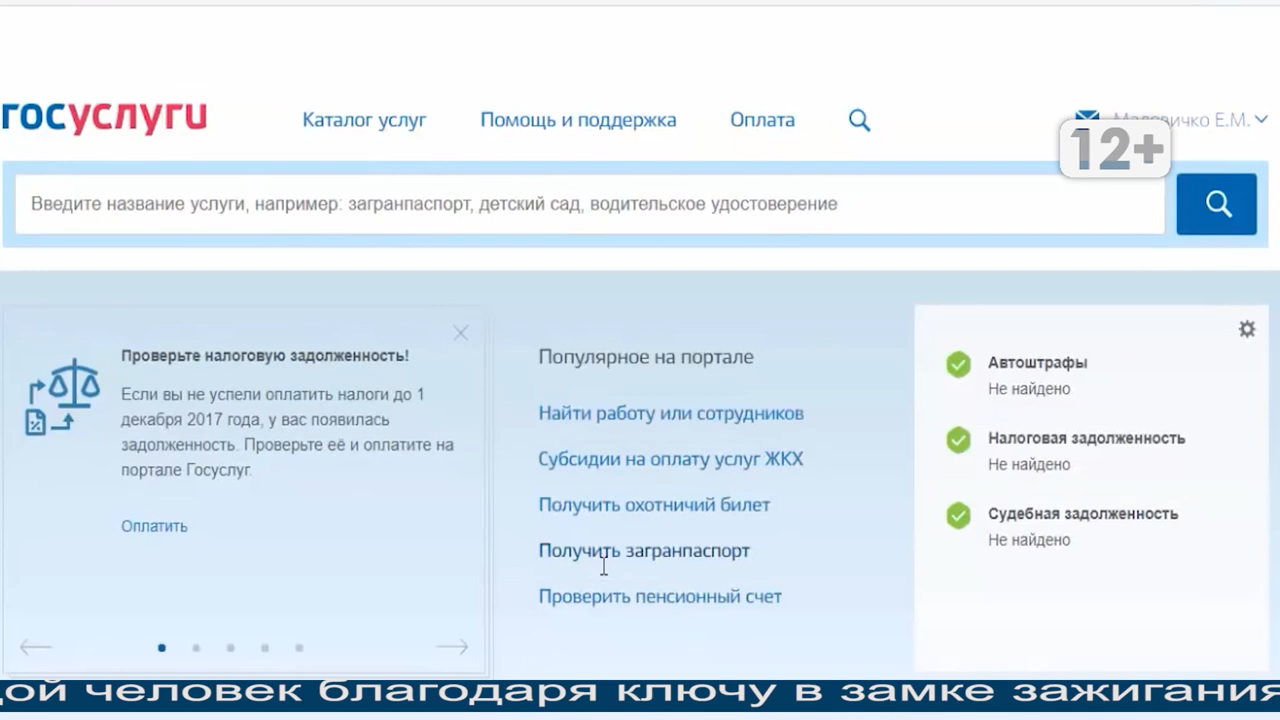 госуслуги
Каталог услуг
Помощь и поддержка
Оплата
Е.М.
12+
Введите название услуги, например: загранпаспорт, детский сад, водительское удостоверение
Проверьте налоговую задолженность!
Если вы не успели оплатить налоги до 1
декабря 2017 года, у вас появилась
задолженность. Проверьте её и оплатите на
портале Госуслуг.
Оплатить
Популярное на портале
Найти работу или сотрудников
Субсидии на оплату услуг ЖКХ
Получить охотничий билет
Получить загранпаспорт
Проверить пенсионный счет
Автоштрафы
Не найдено
Налоговая задолженность
Не найдено
Судебная задолженность
Не найдено
дой человек благодаря ключу в замке зажигания